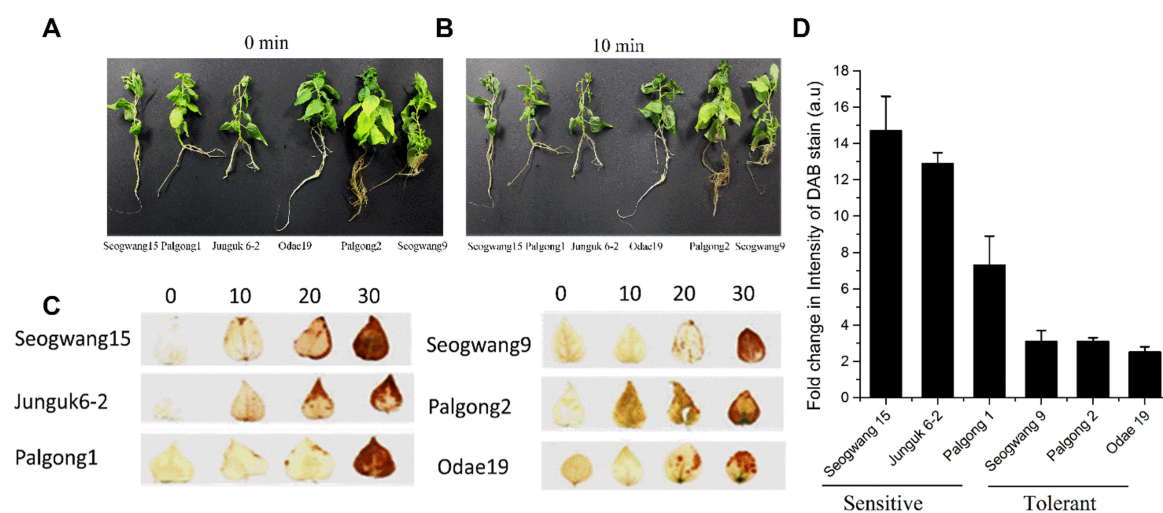 A
0 min
Seogwang15 Palgong1 Junguk 6-2 Odae19 Palgong2 Seogwang9
B
10 min
Seogwang15 Palgong1 Junguk 6-2 Odae19 Palgong2 Seogwang9
C
0 10 20 30
Seogwang15
Junguk6-2
Palgong1
0 10 20 30
Seogwang9
Palgong2
Odae19
D
Fold change in Intensity of DAB stain (a.u)
18
16
14
12
10
8
6
4
2
0
Seogwang 15
Junguk 6-2
Palgong 1
Seogwang 9
Palgong 2
Odae 19
Sensitive Tolerant